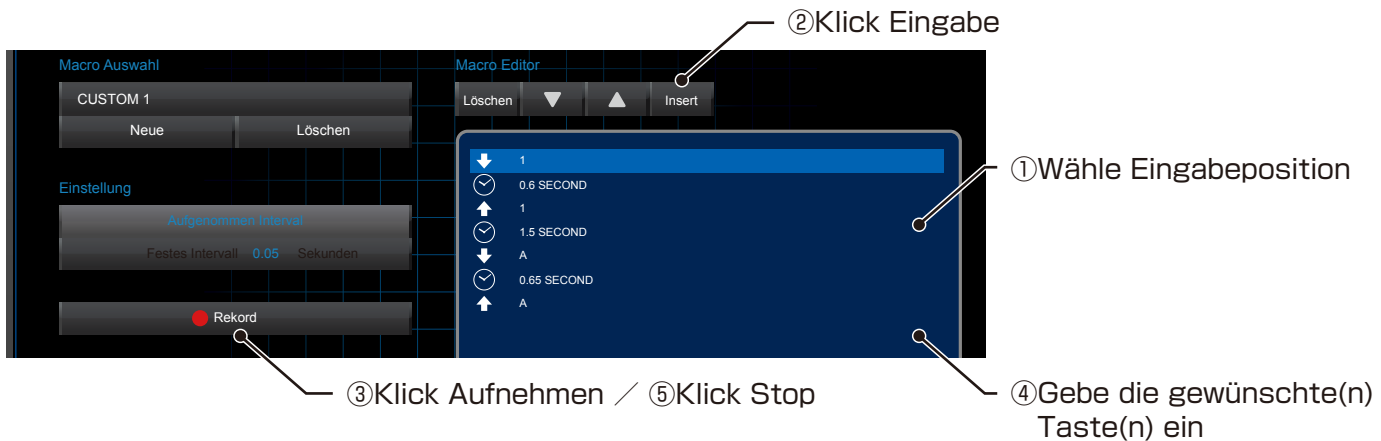 ②Klick Eingabe
Macro Auswahl
CUSTOM 1
Neue
Löschen
Einstellung
Aufgenommen Interval
Festes Intervall 0.05 Sekunden
Rekord
Macro Editor
Löschen
Insert
1
0.6 SECOND
1
1.5 SECOND
A
0.65 SECOND
A
①Wähle Eingabeposition
③Klick Aufnehmen ／ ⑤Klick Stop
④Gebe die gewünschte(n)
Taste(n) ein